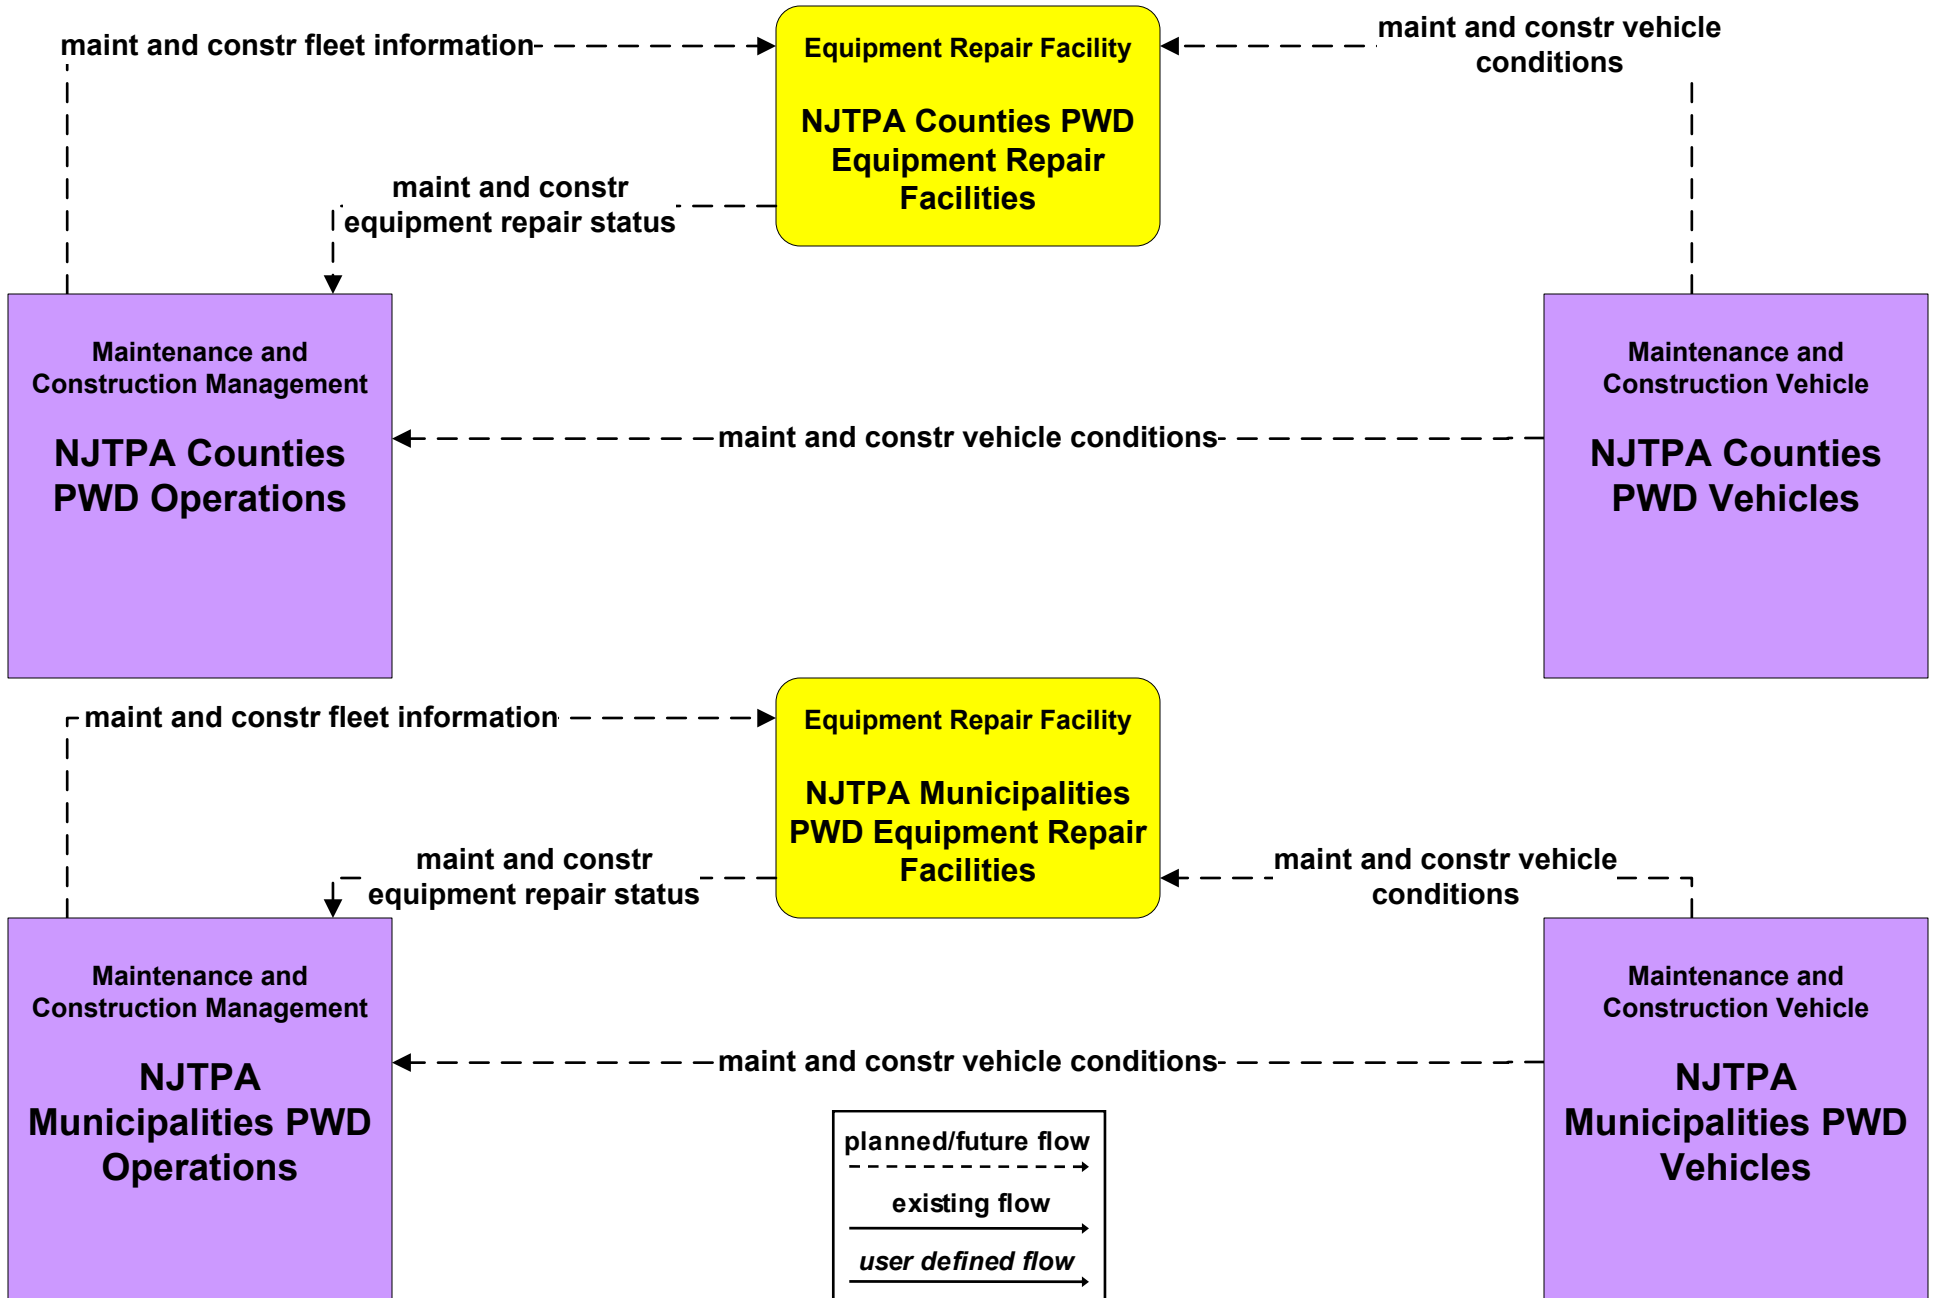 maint and constr fleet information
Equipment Repair Facility
NJTPA Counties PWD
Equipment Repair
Facilities
maint and constr vehicle
conditions
maint and constr
equipment repair status
Maintenance and
Construction Management
NJTPA Counties
PWD Operations
maint and constr vehicle conditions
Maintenance and
Construction Vehicle
NJTPA Counties
PWD Vehicles
maint and constr fleet information
Equipment Repair Facility
NJTPA Municipalities
PWD Equipment Repair
Facilities
maint and constr
equipment repair status
maint and constr vehicle
conditions
Maintenance and
Construction Management
NJTPA
Municipalities PWD
Operations
maint and constr vehicle conditions
Maintenance and
Construction Vehicle
NJTPA
Municipalities PWD
Vehicles
planned/future flow
existing flow
user defined flow